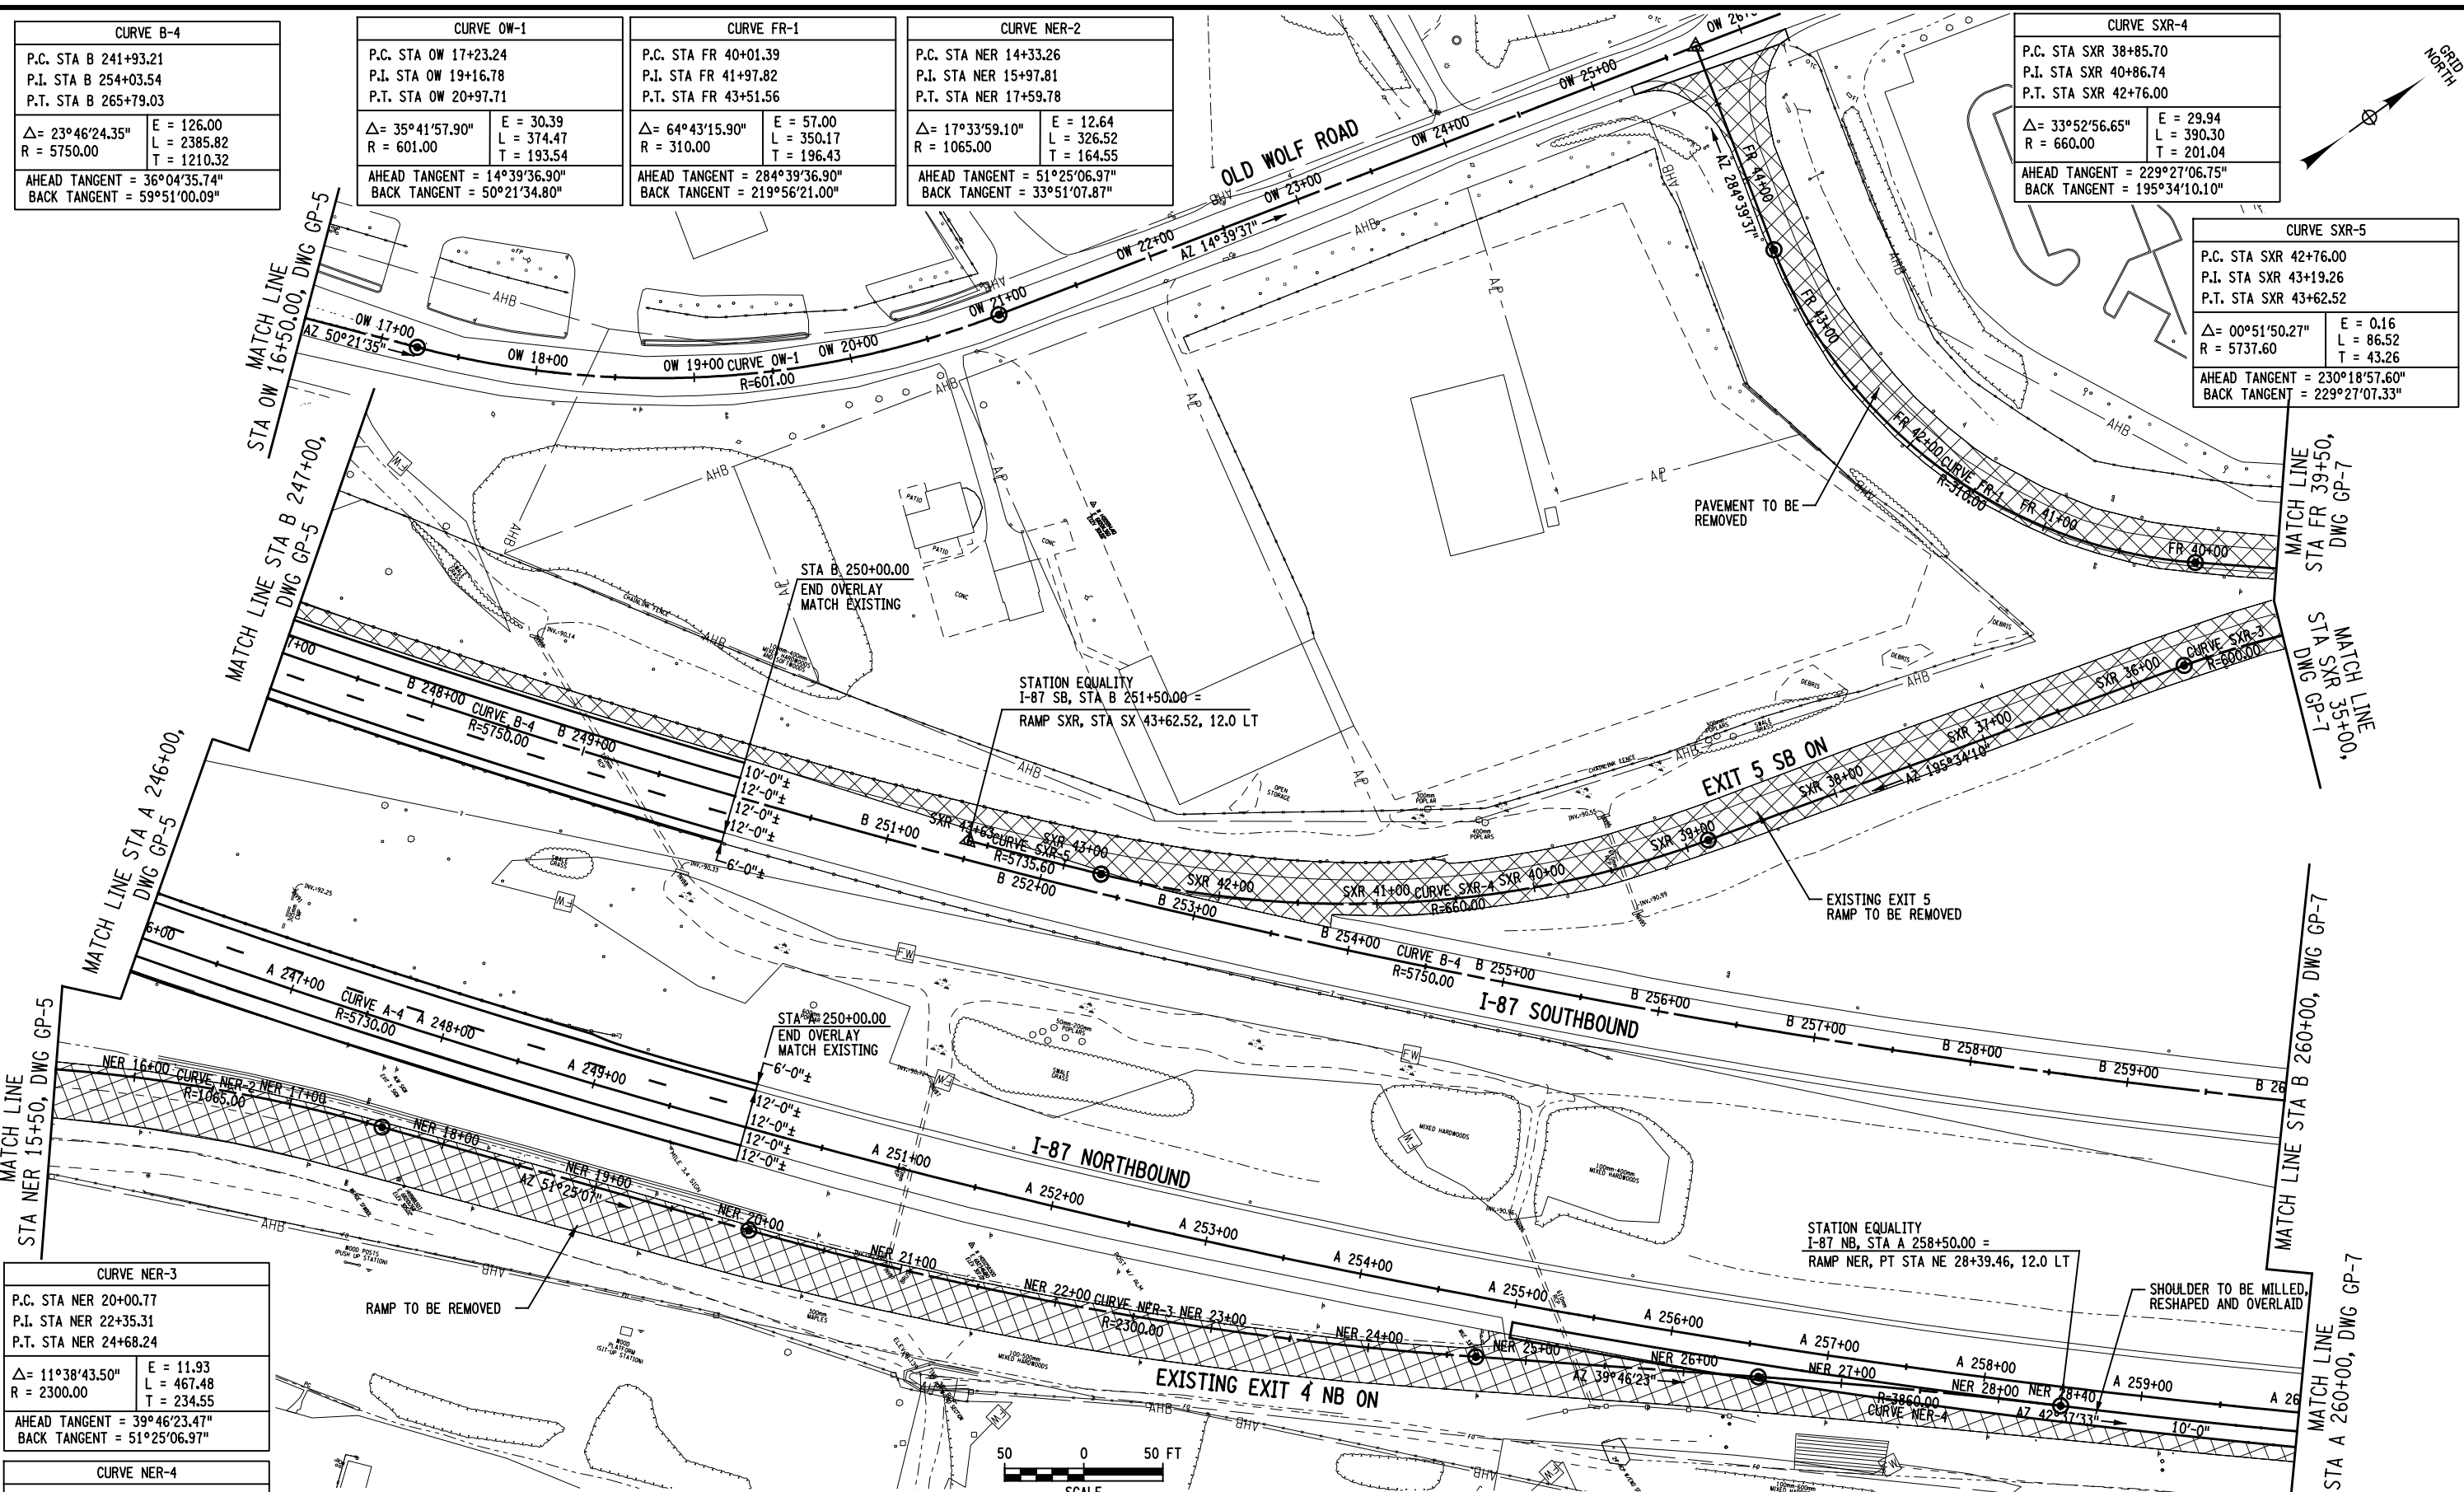 CURVE B-4
P.C. STA B 241+93.21
P.I. STA B 254+03.54
P.T. STA B 265+79.03
△= 23°46'24.35"
R = 5750.00
E = 126.00
L = 2385.82
T = 1210.32
AHEAD TANGENT = 36°04'35.74"
BACK TANGENT = 59°51'00.09"
CURVE OW-1
P.C. STA OW 17+23.24
P.I. STA OW 19+16.78
P.T. STA OW 20+97.71
△= 35°41'57.90"
R = 601.00
E = 30.39
L = 374.47
T = 193.54
AHEAD TANGENT = 14°39'36.90"
BACK TANGENT = 50°21'34.80"
CURVE FR-1
P.C. STA FR 40+01.39
P.I. STA FR 41+97.82
P.T. STA FR 43+51.56
△= 64°43'15.90"
R = 310.00
E = 57.00
L = 350.17
T = 196.43
AHEAD TANGENT = 284°39'36.90"
BACK TANGENT = 219°56'21.00"
CURVE NER-2
P.C. STA NER 14+33.26
P.I. STA NER 15+97.81
P.T. STA NER 17+59.78
△= 17°33'59.10"
R = 1065.00
E = 12.64
L = 326.52
T = 164.55
AHEAD TANGENT = 51°25'06.97"
BACK TANGENT = 33°51'07.87"
CURVE SXR-4
P.C. STA SXR 38+85.70
P.I. STA SXR 40+86.74
P.T. STA SXR 42+76.00
△= 33°52'56.65"
R = 660.00
E = 29.94
L = 390.30
T = 201.04
AHEAD TANGENT = 229°27'06.75"
BACK TANGENT = 195°34'10.10"
GRID
NORTH
CURVE SXR-5
P.C. STA SXR 42+76.00
P.I. STA SXR 43+19.26
P.T. STA SXR 43+62.52
△= 00°51'50.27"
R = 5737.60
E = 0.16
L = 86.52
T = 43.26
AHEAD TANGENT = 230°18'57.60"
BACK TANGENT = 229°27'07.33"
MATCH LINE
STA OW 16+50.00, DWG GP-5
OW 17+00
AZ 50°21'35"
OW 18+00
OW 19+00
CURVE OW-1
R=601.00
OW 20+00
OW 21+00
OW 22+00
AZ 14°39'37"
OW 23+00
OLD WOLF ROAD
OW 24+00
OW 25+00
FR 44+00
AZ 284°39'37"
FR 43+00
FR 42+00
CURVE FR-1
R=310.00
FR 41+00
FR 40+00
PAVEMENT TO BE
REMOVED
MATCH LINE
STA FR 39+50,
DWG GP-7
MATCH LINE
STA SXR 35+00,
DWG GP-7
MATCH LINE STA B 247+00,
DWG GP-5
7+00
B 248+00
CURVE B-4
R=5750.00
B 249+00
STA B 250+00.00
END OVERLAY
MATCH EXISTING
10'-0"±
12'-0"±
12'-0"±
12'-0"±
6'-0"±
STATION EQUALITY
I-87 SB, STA B 251+50.00 =
RAMP SXR, STA SX 43+62.52, 12.0 LT
PATIO
PATIO
CONC
CONC
CHAINLINK FENCE
OPEN
STORAGE
DEBRIS
DEBRIS
DEBRIS
B 251+00
SXR 43+63
CURVE SXR-5
R=5735.60
SXR 43+00
B 252+00
SXR 42+00
B 253+00
SXR 41+00
CURVE SXR-4
R=660.00
SXR 40+00
SXR 39+00
EXIT 5 SB ON
SXR 38+00
AZ 195°34'10"
SXR 37+00
SXR 36+00
CURVE SXR-3
R=600.00
EXISTING EXIT 5
RAMP TO BE REMOVED
B 254+00
CURVE B-4
R=5750.00
B 255+00
I-87 SOUTHBOUND
B 256+00
B 257+00
B 258+00
B 259+00
B 26
MATCH LINE STA B 260+00, DWG GP-7
MATCH LINE STA A 246+00,
DWG GP-5
6+00
A 247+00
CURVE A-4
R=5730.00
A 248+00
A 249+00
STA A 250+00.00
END OVERLAY
MATCH EXISTING
6'-0"±
12'-0"±
12'-0"±
12'-0"±
12'-0"±
A 251+00
I-87 NORTHBOUND
A 252+00
A 253+00
A 254+00
A 255+00
A 256+00
A 257+00
A 258+00
A 259+00
A 26
MATCH LINE
STA NER 15+50, DWG GP-5
NER 16+00
CURVE NER-2
R=1065.00
NER 17+00
NER 18+00
NER 19+00
AZ 51°25'07"
NER 20+00
NER 21+00
NER 22+00
CURVE NER-3
R=2300.00
NER 23+00
NER 24+00
NER 25+00
AZ 39°46'23"
NER 26+00
NER 27+00
R=3860.00
CURVE NER-4
NER 28+00
NER 28+40
AZ 42°37'33"
10'-0"
RAMP TO BE REMOVED
EXISTING EXIT 4 NB ON
MIXED HARDWOODS
STATION EQUALITY
I-87 NB, STA A 258+50.00 =
RAMP NER, PT STA NE 28+39.46, 12.0 LT
SHOULDER TO BE MILLED,
RESHAPED AND OVERLAID
MATCH LINE
STA A 260+00, DWG GP-7
CURVE NER-3
P.C. STA NER 20+00.77
P.I. STA NER 22+35.31
P.T. STA NER 24+68.24
△= 11°38'43.50"
R = 2300.00
E = 11.93
L = 467.48
T = 234.55
AHEAD TANGENT = 39°46'23.47"
BACK TANGENT = 51°25'06.97"
CURVE NER-4
50 0 50 FT